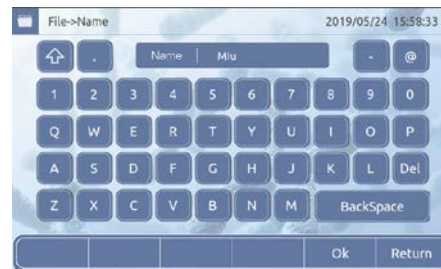 File->Name 2019/05/24 15:58:33
. Name Miu - @
1 2 3 4 5 6 7 8 9 0
Q W E R T Y U I O P
A S D F G H J K L Del
Z X C V B N M BackSpace
Ok Return